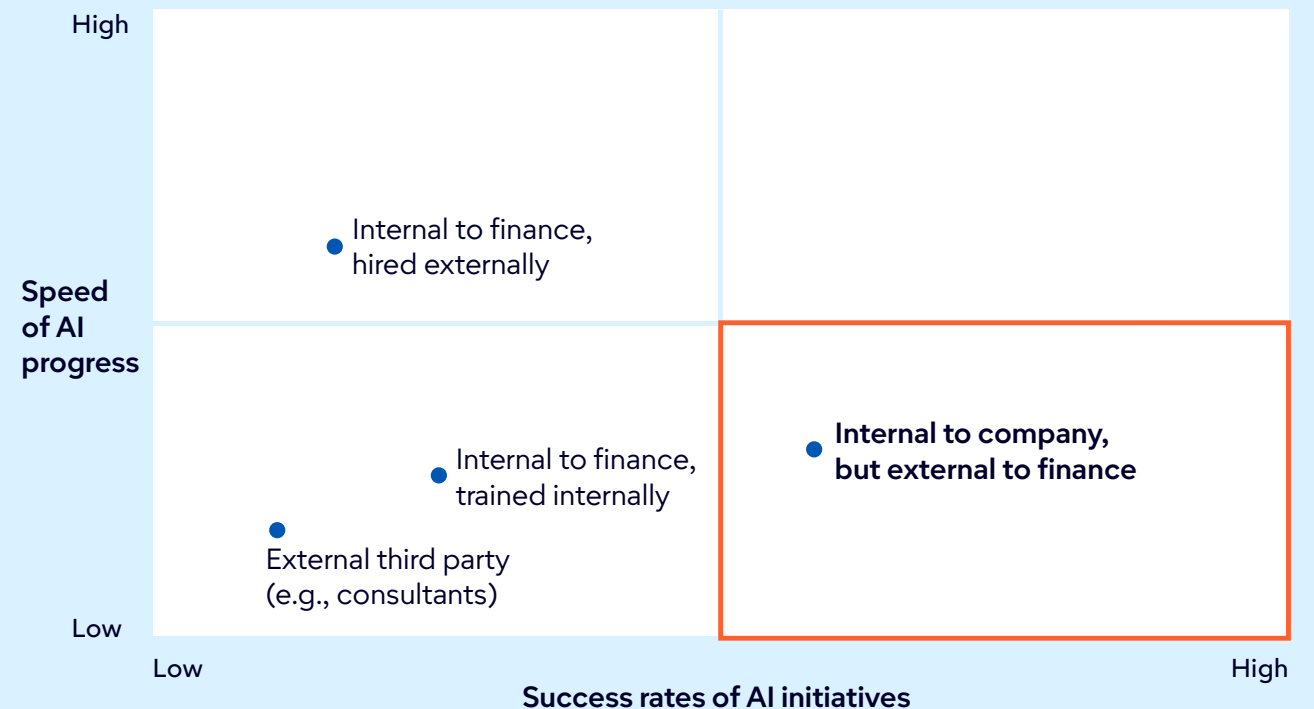 High
Internal to finance,
hired externally
Speed
of AI
progress
Internal to company,
but external to finance
Internal to finance,
trained internally
External third party
(e.g., consultants)
Low
Low
High
Success rates of AI initiatives